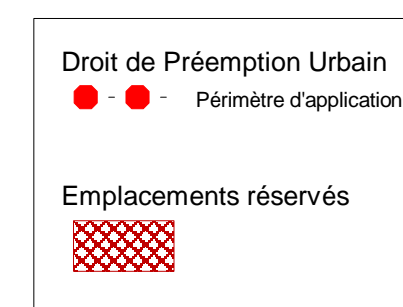 Droit de Préemption Urbain
Périmètre d'application
Emplacements réservés